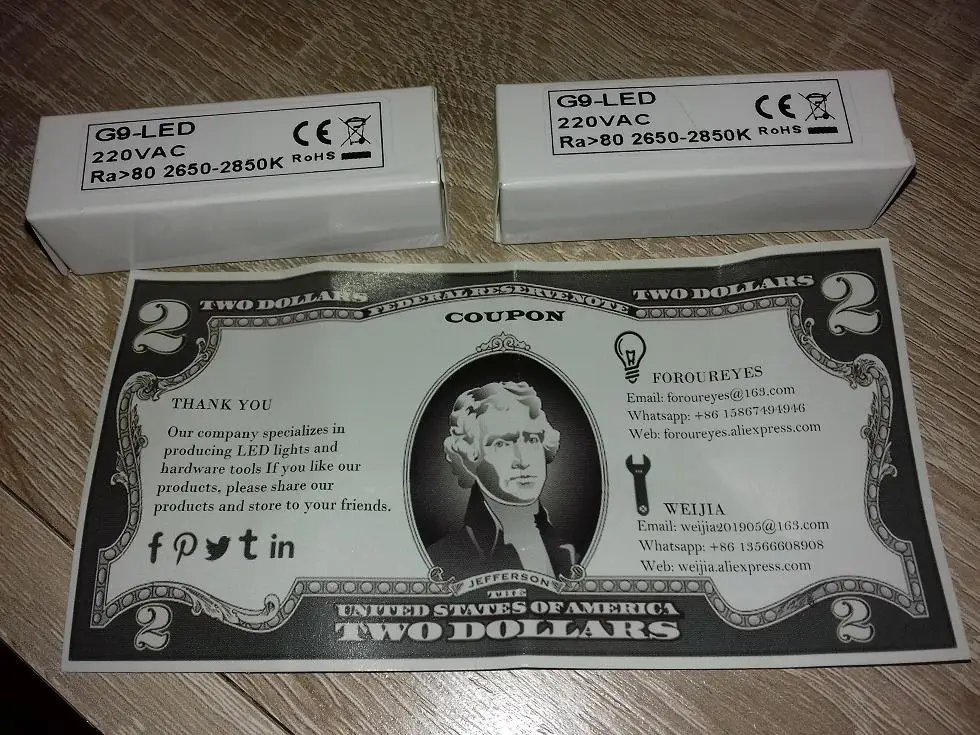 G9-LED
220VAC
Ra>80 2650-2850K
CE
RoHS
G9-LED
220VAC
Ra>80 2650-2850K
CE
RoHS
2
TWO DOLLARS
FEDERAL RESERVE NOTE
TWO DOLLARS
2
COUPON
THANK YOU
Our company specializes in
producing LED lights and
hardware tools If you like our
products, please share our
products and store to your friends.
FOROUREYES
Email: foroureyes@163.com
Whatsapp: +86 15867494946
Web: foroureyes.aliexpress.com
WEIJIA
Email: weijia201905@163.com
Whatsapp: +86 13566608908
Web: weijia.aliexpress.com
JEFFERSON
THE
UNITED STATES OF AMERICA
TWO DOLLARS
2
2